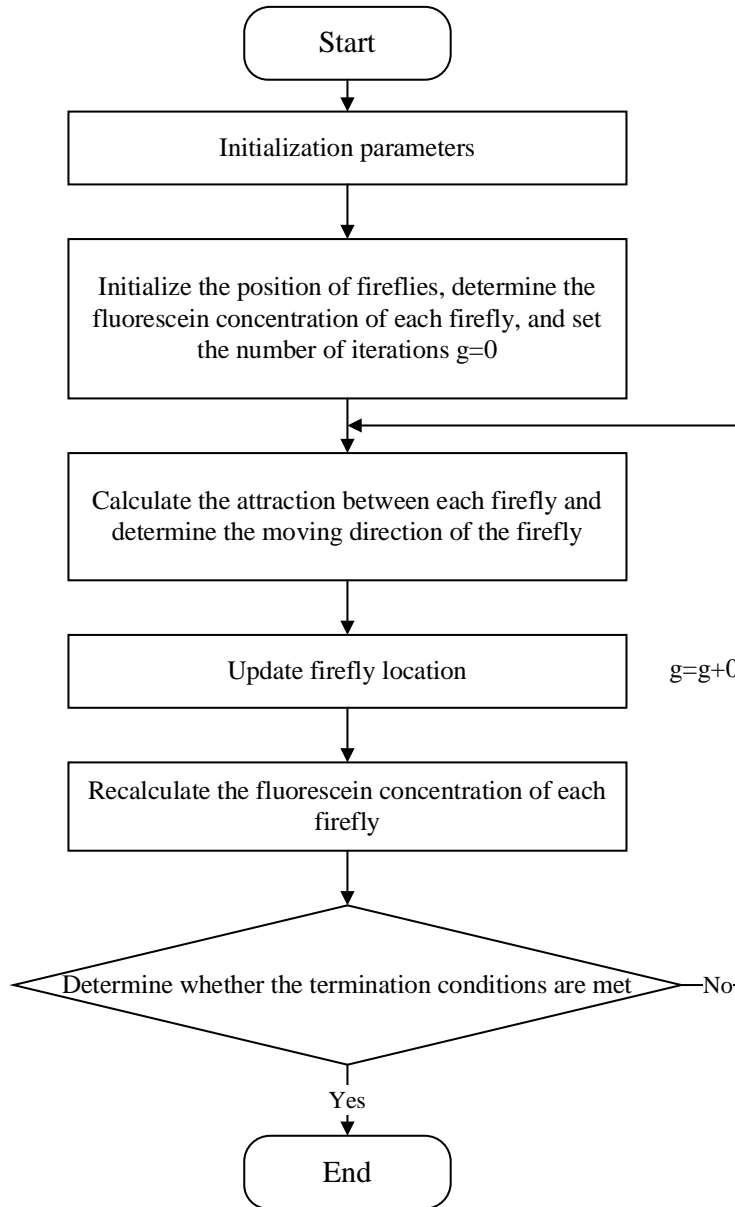 Start
Initialization parameters
Initialize the position of fireflies, determine the
fluorescein concentration of each firefly, and set
the number of iterations g=0
Calculate the attraction between each firefly and
determine the moving direction of the firefly
Update firefly location
g=g+0
Recalculate the fluorescein concentration of each
firefly
Determine whether the termination conditions are met
No
Yes
End